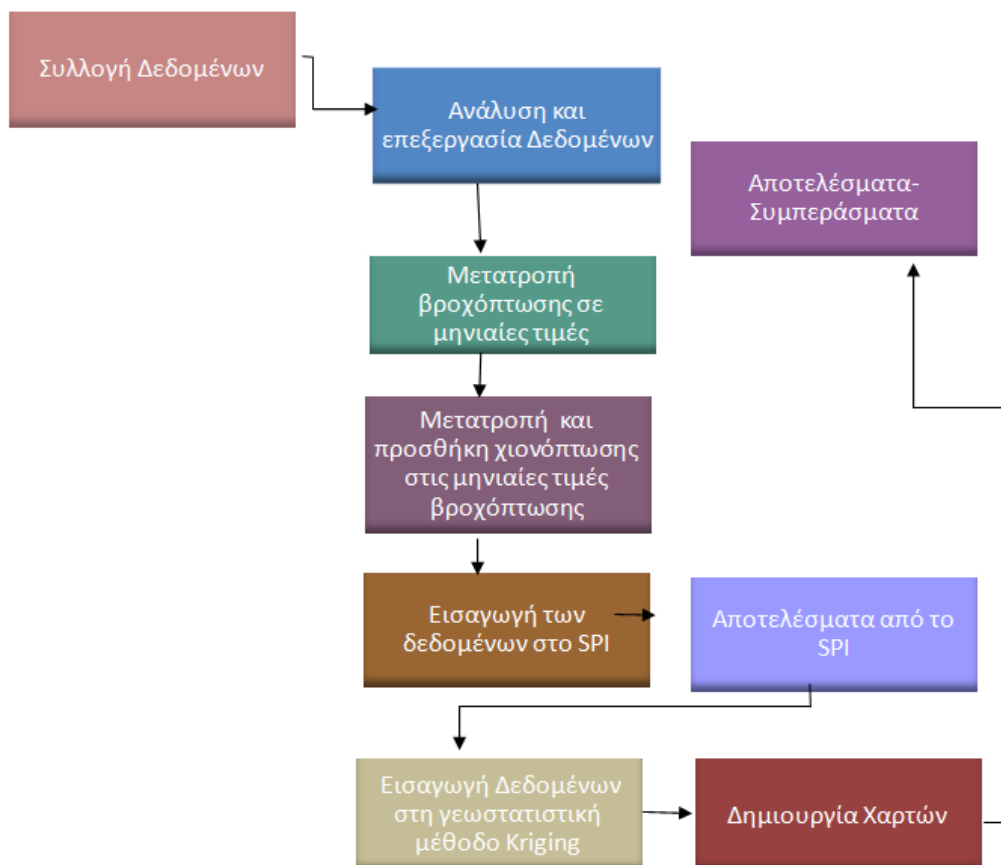 Συλλογή Δεδομένων
Ανάλυση και
επεξεργασία Δεδομένων
Μετατροπή
βροχόπτωσης σε
μηνιαίες τιμές
Μετατροπή και
προσθήκη χιονόπτωσης
στις μηνιαίες τιμές
βροχόπτωσης
Εισαγωγή των
δεδομένων στο SPI
Αποτελέσματα από το
SPI
Εισαγωγή Δεδομένων
στη γεωστατιστική
μέθοδο Kriging
Δημιουργία Χαρτών
Αποτελέσματα-
Συμπεράσματα